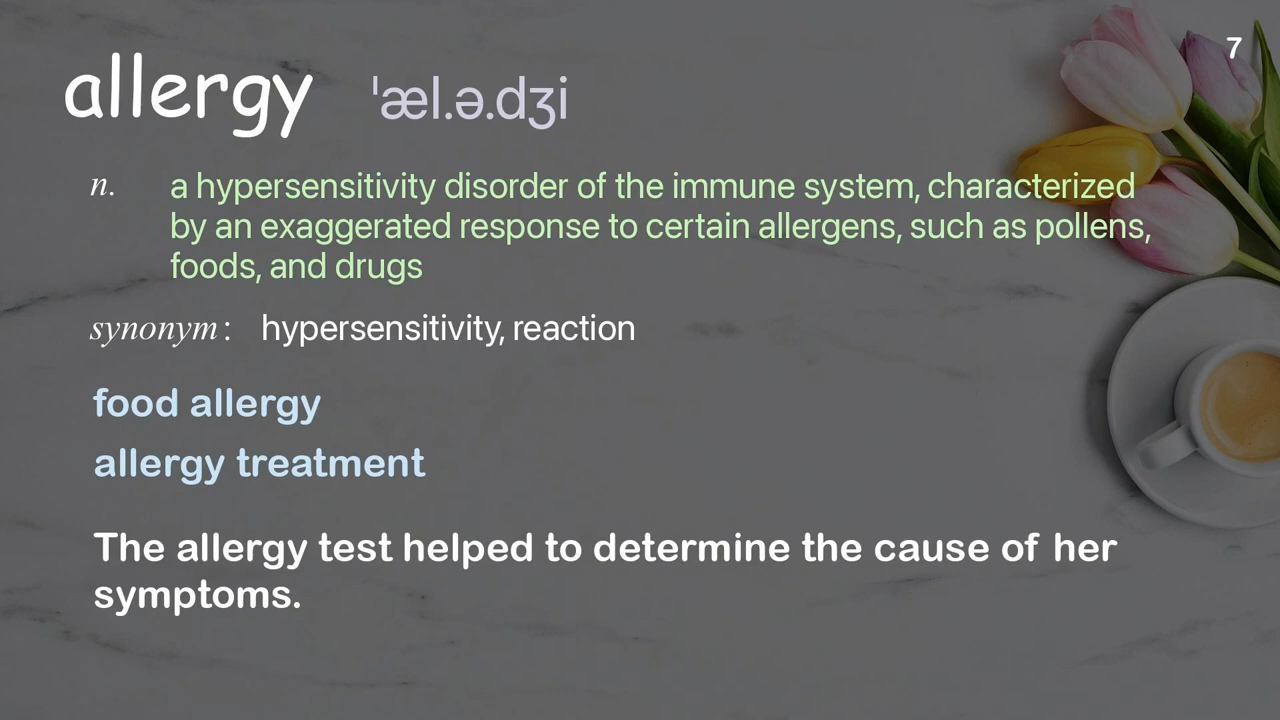 7
allergy ˈæl.ə.dʒi
n. a hypersensitivity disorder of the immune system, characterized
by an exaggerated response to certain allergens, such as pollens,
foods, and drugs
synonym: hypersensitivity, reaction
food allergy
allergy treatment
The allergy test helped to determine the cause of her
symptoms.